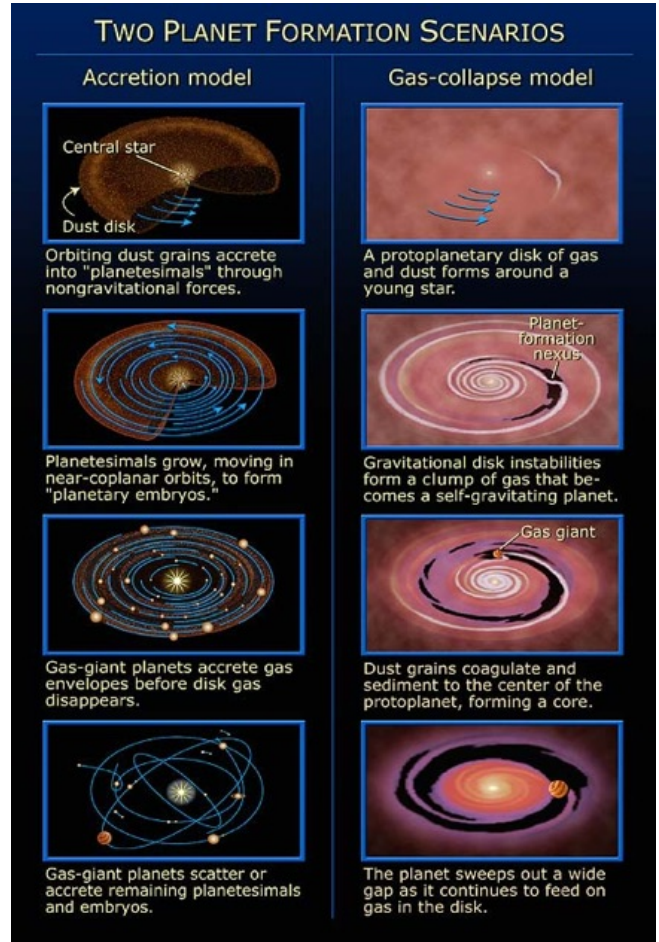 TWO PLANET FORMATION SCENARIOS
Accretion model
Central star
Dust disk
Orbiting dust grains accrete
into "planetesimals" through
nongravitational forces.
Planetesimals grow, moving in
near-coplanar orbits, to form
"planetary embryos."
Gas-giant planets accrete gas
envelopes before disk gas
disappears.
Gas-giant planets scatter or
accrete remaining planetesimals
and embryos.
Gas-collapse model
A protoplanetary disk of gas
and dust forms around a
young star.
Planet-
formation
nexus
Gravitational disk instabilities
form a clump of gas that be-
comes a self-gravitating planet.
Gas giant
Dust grains coagulate and
sediment to the center of the
protoplanet, forming a core.
The planet sweeps out a wide
gap as it continues to feed on
gas in the disk.